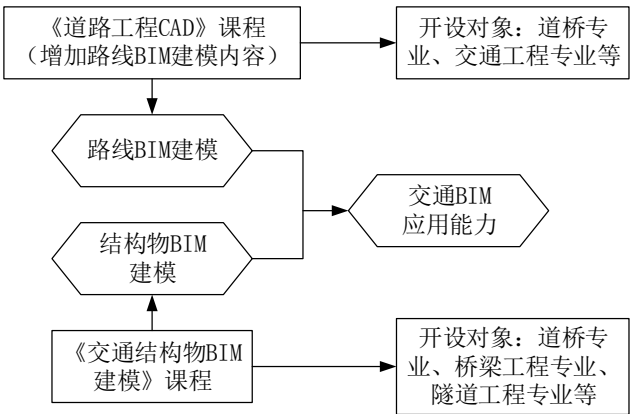 《道路工程CAD》课程
（增加路线BIM建模内容）
开设对象：道桥专
业、交通工程专业等
路线BIM建模
交通BIM
应用能力
结构物BIM
建模
《交通结构物BIM
建模》课程
开设对象：道桥专
业、桥梁工程专业、
隧道工程专业等